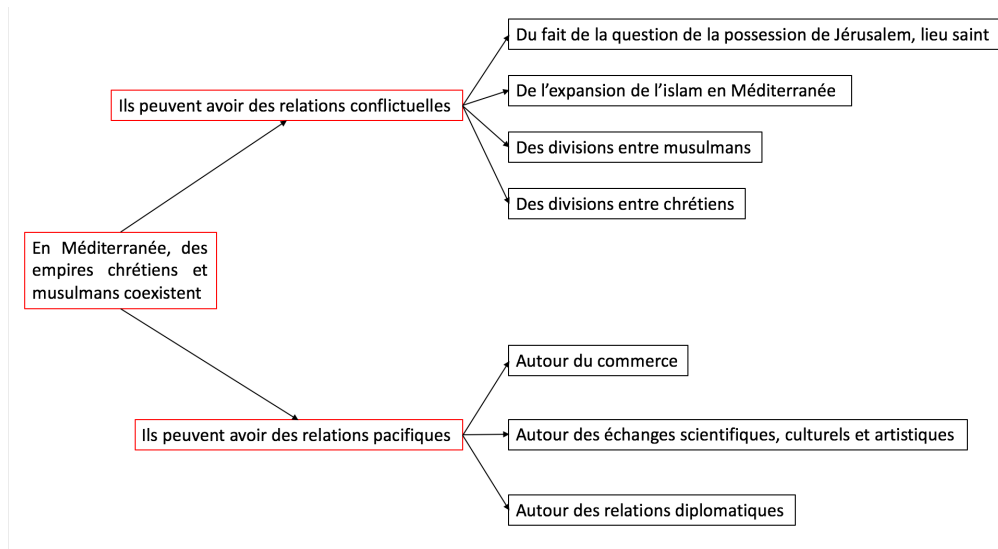 Du fait de la question de la possession de Jérusalem, lieu saint
Ils peuvent avoir des relations conflictuelles
De l’expansion de l’islam en Méditerranée
Des divisions entre musulmans
Des divisions entre chrétiens
En Méditerranée, des
empires chrétiens et
musulmans coexistent
Autour du commerce
Ils peuvent avoir des relations pacifiques
Autour des échanges scientifiques, culturels et artistiques
Autour des relations diplomatiques